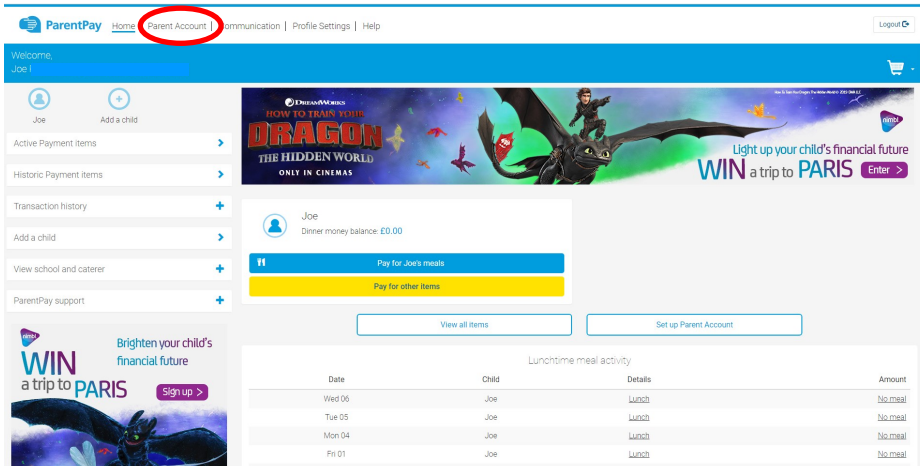 ParentPay Home Parent Account | Communication | Profile Settings | Help Logout
Welcome,
Joe
Joe Add a child
Active Payment items
Historic Payment items
Transaction history
Add a child
View school and caterer
ParentPay support
nimbl
WIN
a trip to PARIS
Brighten your child's
financial future
Sign up >
DREAMWORKS
HOW TO TRAIN YOUR
DRAGON
THE HIDDEN WORLD
ONLY IN CINEMAS
nimbl
Light up your child's financial future
WIN a trip to PARIS Enter >
Joe
Dinner money balance: £0.00
Pay for Joe's meals
Pay for other items
View all items Set up Parent Account
Lunchtime meal activity
Date Child Details Amount
Wed 06 Joe Lunch No meal
Tue 05 Joe Lunch No meal
Mon 04 Joe Lunch No meal
Fri 01 Joe Lunch No meal